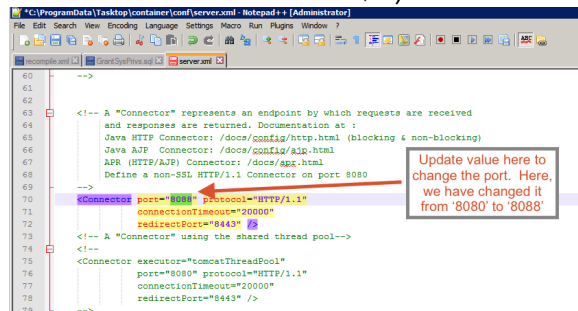 *C:\ProgramData\Tasktop\container\conf\server.xml - Notepad++ [Administrator]
File Edit Search View Encoding Language Settings Macro Run Plugins Window ?
recompile.xml GrantSysPrivs.sql server.xml
60 -->
61
62
63 <!-- A "Connector" represents an endpoint by which requests are received
64 and responses are returned. Documentation at :
65 Java HTTP Connector: /docs/config/http.html (blocking & non-blocking)
66 Java AJP Connector: /docs/config/ajp.html
67 APR (HTTP/AJP) Connector: /docs/apr.html
68 Define a non-SSL HTTP/1.1 Connector on port 8080
69 -->
70 <Connector port="8088" protocol="HTTP/1.1"
71 connectionTimeout="20000"
72 redirectPort="8443" />
73 <!-- A "Connector" using the shared thread pool-->
74 <!--
75 <Connector executor="tomcatThreadPool"
76 port="8080" protocol="HTTP/1.1"
77 connectionTimeout="20000"
78 redirectPort="8443" />
79 -->
Update value here to
change the port. Here,
we have changed it
from '8080' to '8088'